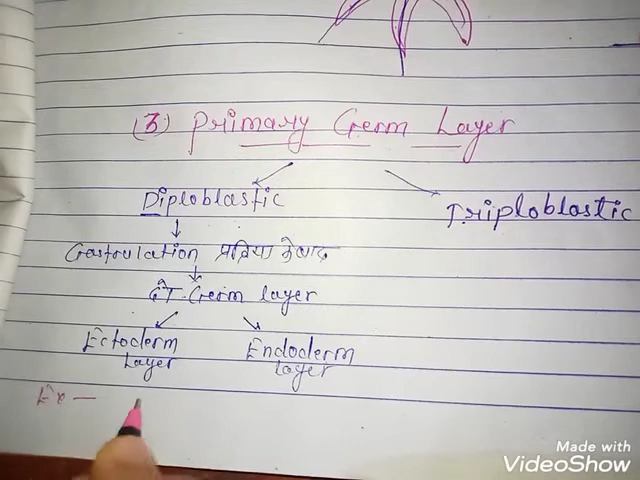 (3) Primary Germ Layer
Diploblastic
Triploblastic
Gastrulation प्रक्रिया के बाद
दो Germ layer
Ectoderm Layer
Endoderm layer
Ex —
Made with
VideoShow